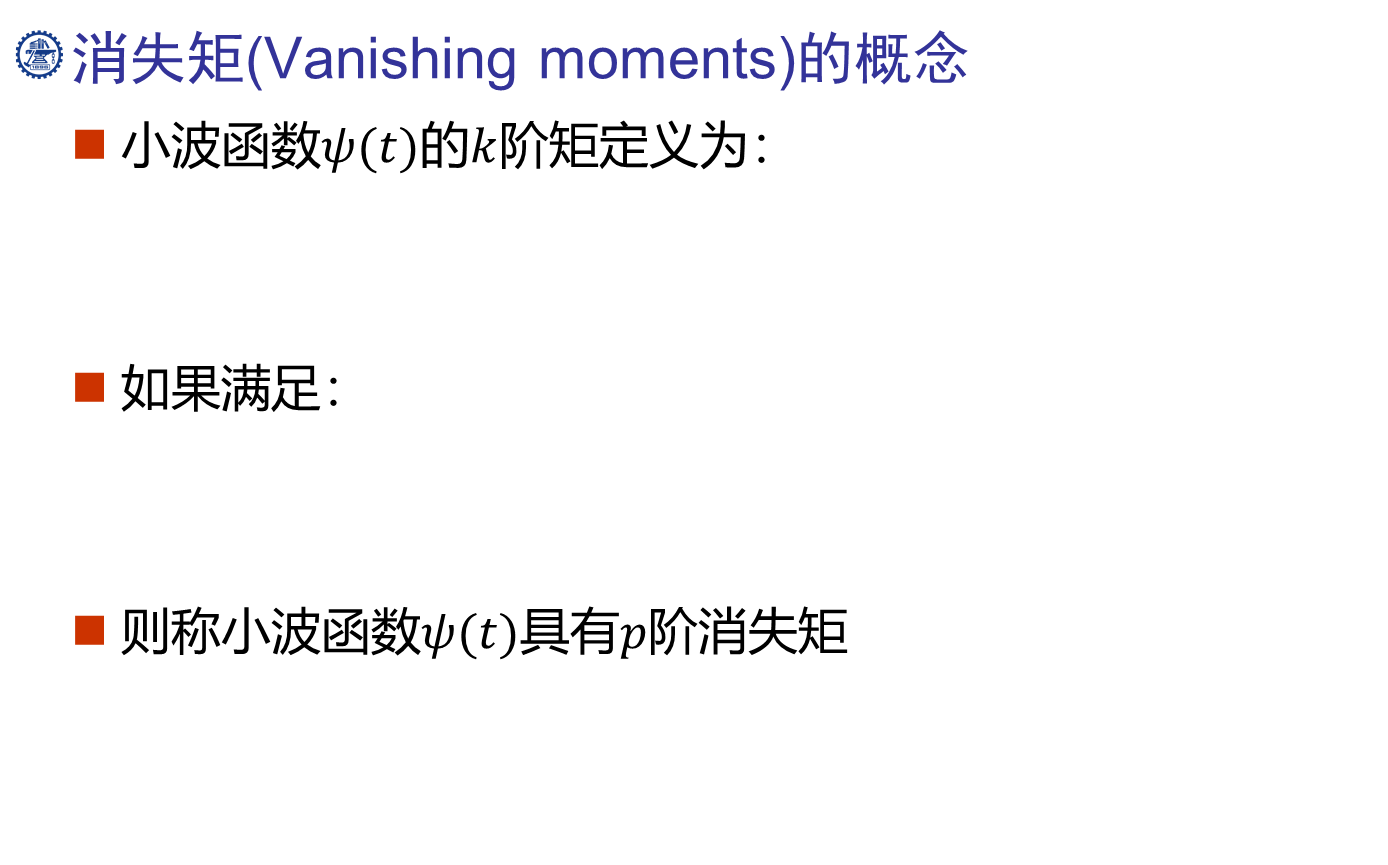 消失矩(Vanishing moments)的概念
小波函数ψ(t)的k阶矩定义为：
如果满足：
则称小波函数ψ(t)具有p阶消失矩